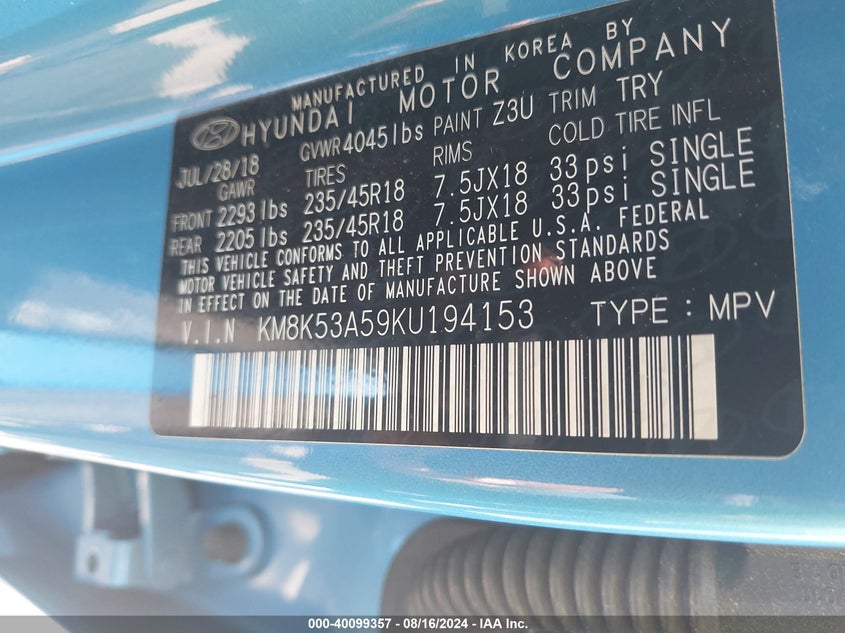 MANUFACTURED IN KOREA BY
HYUNDAI MOTOR COMPANY
JUL/28/18 GVWR 4045 lbs PAINT Z3U TRIM TRY
GAWR TIRES RIMS COLD TIRE INFL
FRONT 2293 lbs 235/45R18 7.5JX18 33 psi SINGLE
REAR 2205 lbs 235/45R18 7.5JX18 33 psi SINGLE
THIS VEHICLE CONFORMS TO ALL APPLICABLE U.S.A. FEDERAL
MOTOR VEHICLE SAFETY AND THEFT PREVENTION STANDARDS
IN EFFECT ON THE DATE OF MANUFACTURE SHOWN ABOVE
V.I.N KM8K53A59KU194153 TYPE : MPV
000-40099357 - 08/16/2024 - IAA Inc.